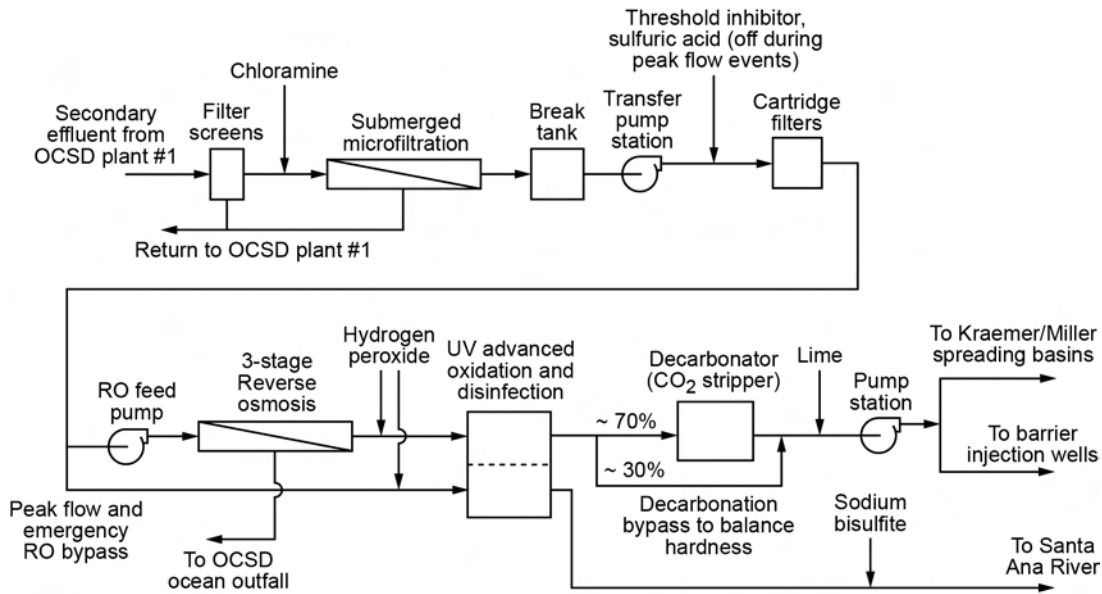 Threshold inhibitor,
sulfuric acid (off during
peak flow events)
Chloramine
Secondary
effluent from
OCSD plant #1
Filter
screens
Submerged
microfiltration
Break
tank
Transfer
pump
station
Cartridge
filters
Return to OCSD plant #1
Hydrogen
peroxide
3-stage
Reverse
osmosis
RO feed
pump
UV advanced
oxidation and
disinfection
Decarbonator
(CO2 stripper)
Lime
Pump
station
To Kraemer/Miller
spreading basins
~ 70%
~ 30%
To barrier
injection wells
Decarbonation
bypass to balance
hardness
Sodium
bisulfite
Peak flow and
emergency
RO bypass
To OCSD
ocean outfall
To Santa
Ana River